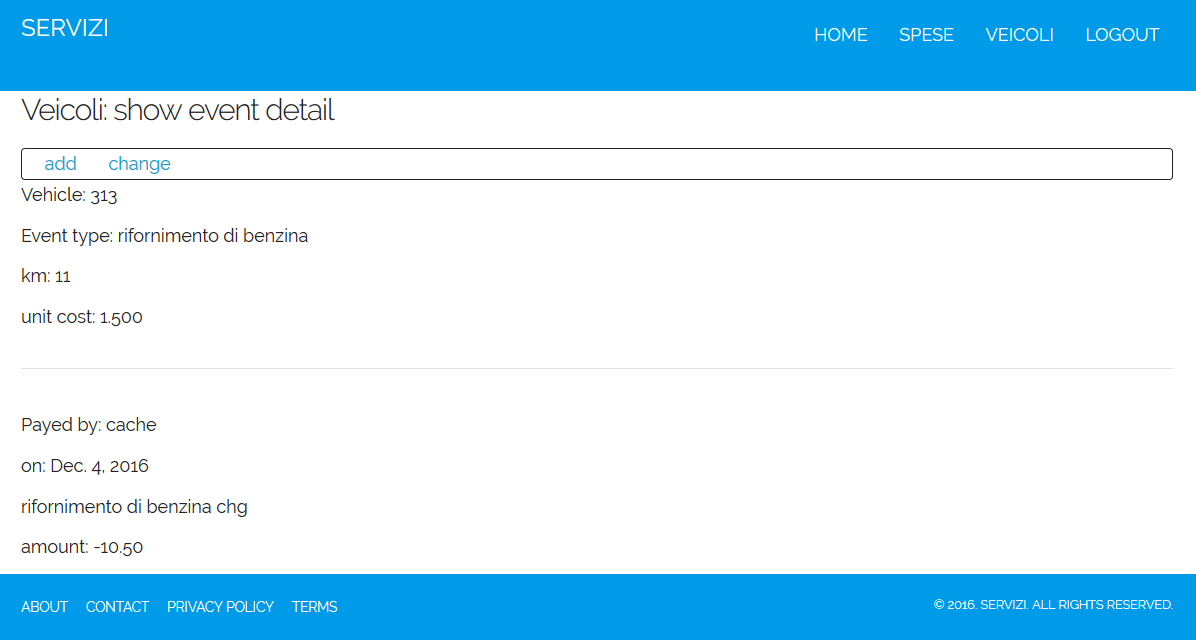 SERVIZI
HOME SPESE VEICOLI LOGOUT
Veicoli: show event detail
add change
Vehicle: 313
Event type: rifornimento di benzina
km: 11
unit cost: 1.500
Payed by: cache
on: Dec. 4, 2016
rifornimento di benzina chg
amount: -10.50
ABOUT CONTACT PRIVACY POLICY TERMS
© 2016. SERVIZI. ALL RIGHTS RESERVED.